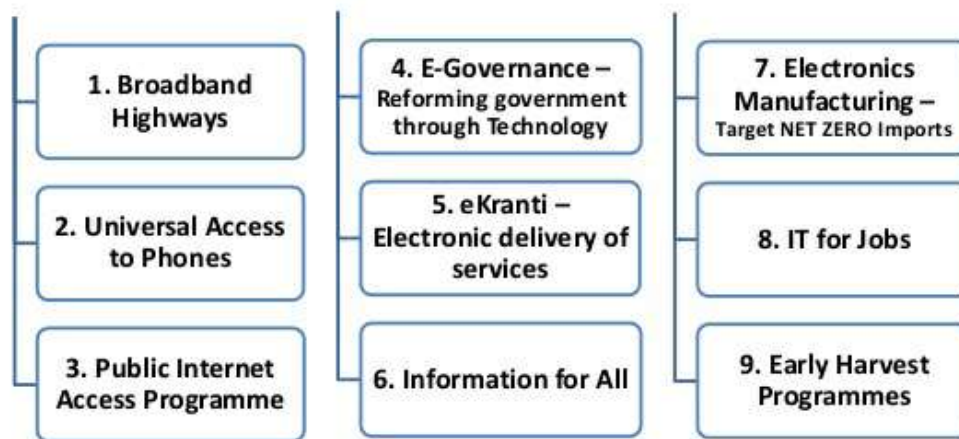 1. Broadband
Highways
2. Universal Access
to Phones
3. Public Internet
Access Programme
4. E-Governance –
Reforming government
through Technology
5. eKranti –
Electronic delivery of
services
6. Information for All
7. Electronics
Manufacturing –
Target NET ZERO Imports
8. IT for Jobs
9. Early Harvest
Programmes